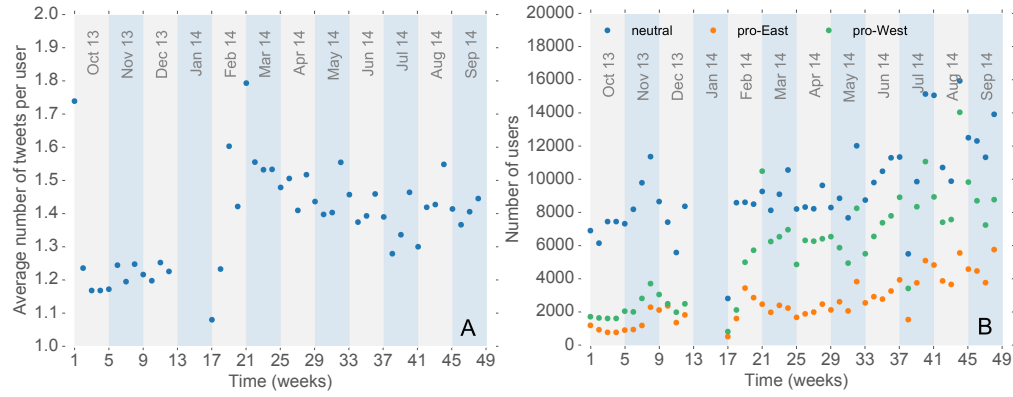 Average number of tweets per user
2.0
1.9
1.8
1.7
1.6
1.5
1.4
1.3
1.2
1.1
1.0
Oct 13
Nov 13
Dec 13
Jan 14
Feb 14
Mar 14
Apr 14
May 14
Jun 14
Jul 14
Aug 14
Sep 14
A
1 5 9 13 17 21 25 29 33 37 41 45 49
Time (weeks)
Number of users
20000
18000
16000
14000
12000
10000
8000
6000
4000
2000
0
neutral pro-East pro-West
Oct 13
Nov 13
Dec 13
Jan 14
Feb 14
Mar 14
Apr 14
May 14
Jun 14
Jul 14
Aug 14
Sep 14
B
1 5 9 13 17 21 25 29 33 37 41 45 49
Time (weeks)